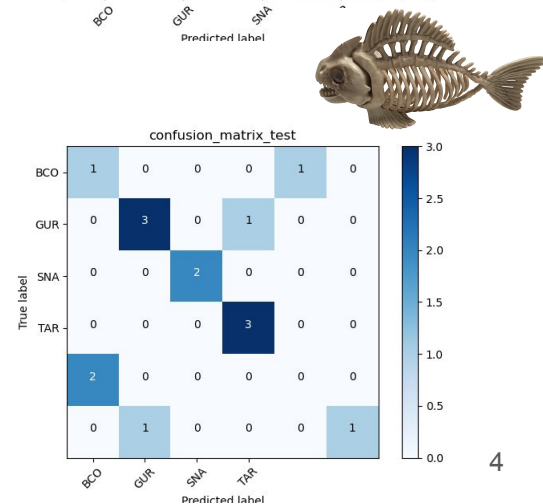 BCO GUR SNA
Predicted label
confusion_matrix_test
True label
BCO 1 0 0 0 1 0
GUR 0 3 0 1 0 0
SNA 0 0 2 0 0 0
TAR 0 0 0 3 0 0
2 0 0 0 0 0
0 1 0 0 0 1
BCO GUR SNA TAR
Predicted label
3.0
2.5
2.0
1.5
1.0
0.5
0.0
4